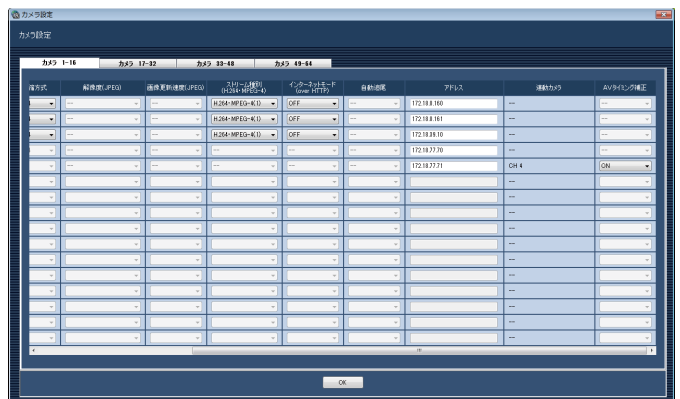 カメラ設定
カメラ設定
カメラ 1-16 カメラ 17-32 カメラ 33-48 カメラ 49-64
縮方式 解像度(JPEG) 画像更新速度(JPEG) ストリーム種別 (H.264・MPEG-4) インターネットモード (over HTTP) 自動追尾 アドレス 連動カメラ AVタイミング補正
4 --- --- H.264・MPEG-4(1) OFF --- 172.18.8.160 --- ---
4 --- --- H.264・MPEG-4(1) OFF --- 172.18.8.161 --- ---
4 --- --- H.264・MPEG-4(1) OFF --- 172.18.89.10 --- ---
--- --- --- --- --- 172.18.77.70 --- ---
--- --- --- --- --- 172.18.77.71 CH 4 ON
---
---
---
---
---
---
---
---
---
---
---
OK